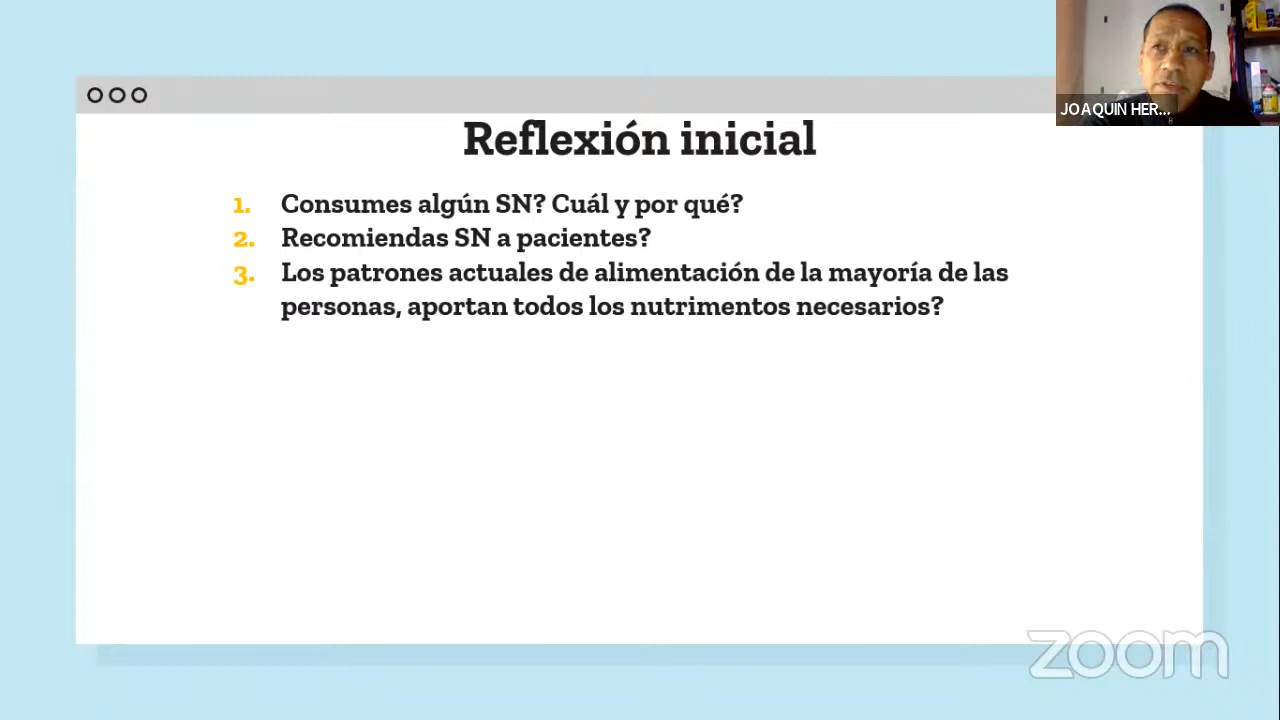 Reflexión inicial
1. Consumes algún SN? Cuál y por qué?
2. Recomiendas SN a pacientes?
3. Los patrones actuales de alimentación de la mayoría de las
personas, aportan todos los nutrimentos necesarios?
JOAQUIN HER...
zoom